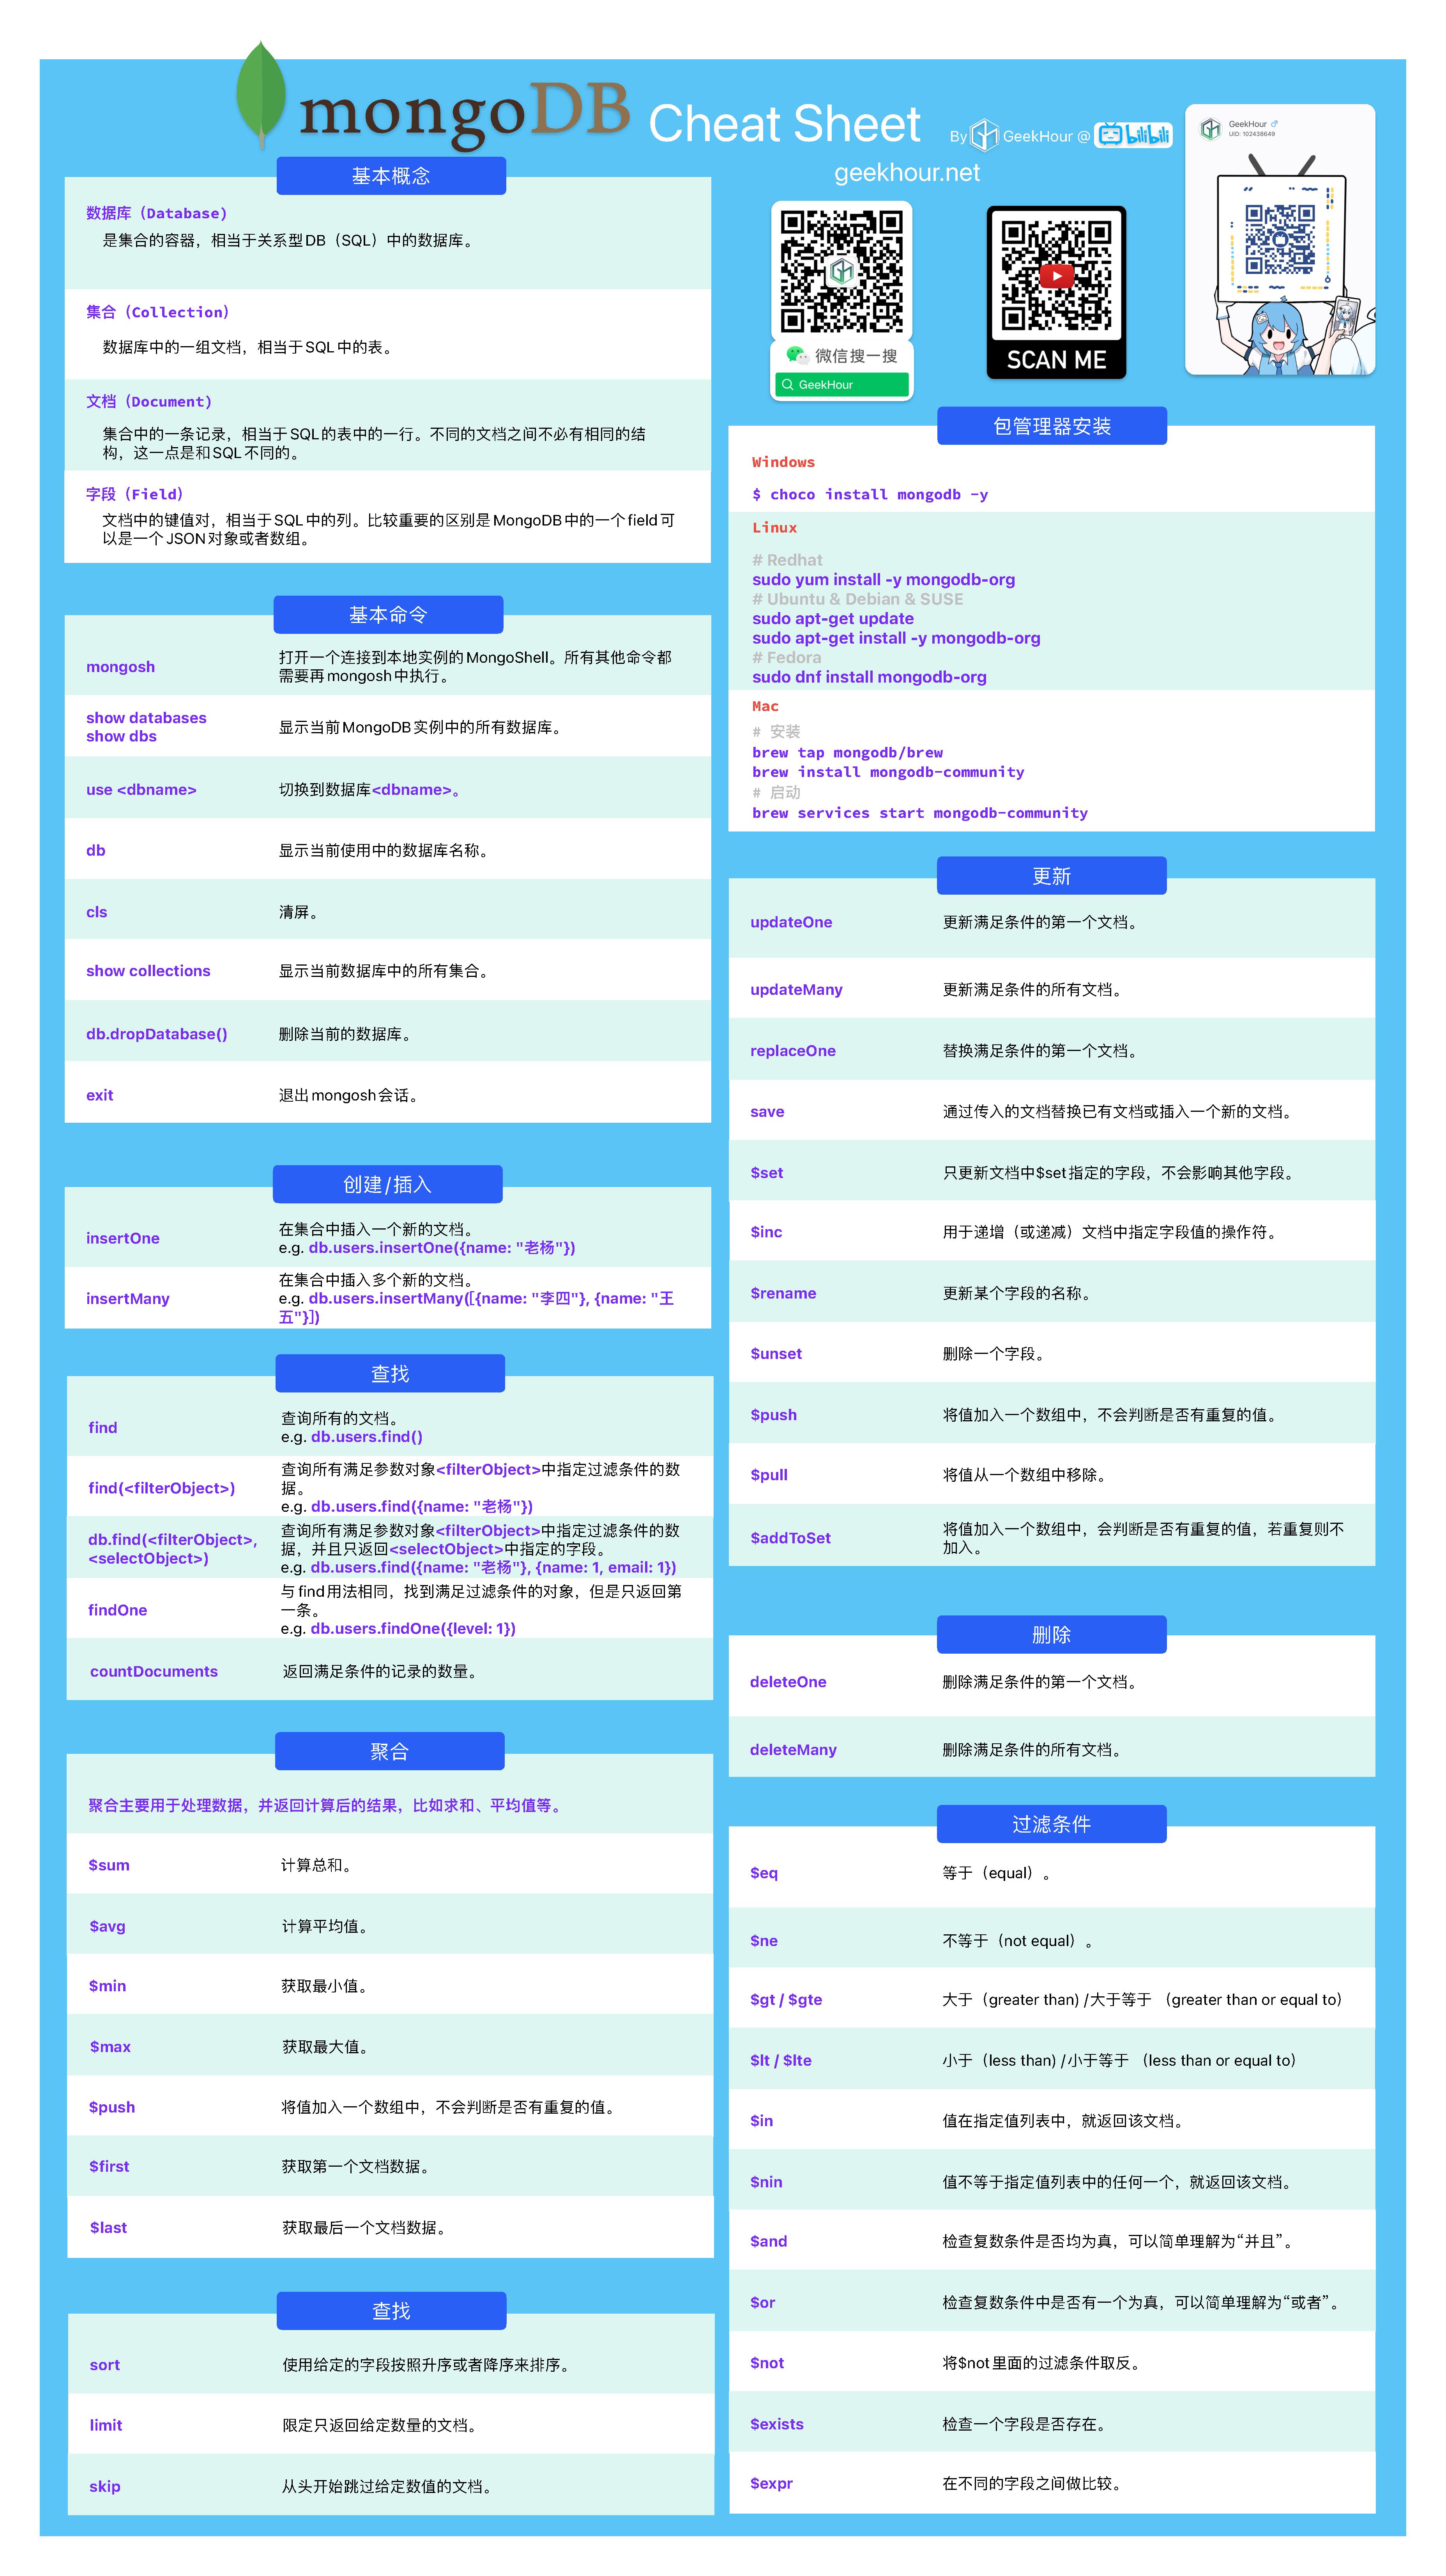 mongoDB Cheat Sheet
By GeekHour @ bilibili
geekhour.net
GeekHour
UID: 102438649
微信搜一搜
GeekHour
SCAN ME
基本概念
数据库（Database）
是集合的容器，相当于关系型DB（SQL）中的数据库。
集合（Collection）
数据库中的一组文档，相当于SQL中的表。
文档（Document）
集合中的一条记录，相当于SQL的表中的一行。不同的文档之间不必有相同的结
构，这一点是和SQL不同的。
字段（Field）
文档中的键值对，相当于SQL中的列。比较重要的区别是MongoDB中的一个field可
以是一个JSON对象或者数组。
基本命令
mongosh
打开一个连接到本地实例的MongoShell。所有其他命令都
需要再mongosh中执行。
show databases
show dbs
显示当前MongoDB实例中的所有数据库。
use <dbname>
切换到数据库<dbname>。
db
显示当前使用中的数据库名称。
cls
清屏。
show collections
显示当前数据库中的所有集合。
db.dropDatabase()
删除当前的数据库。
exit
退出mongosh会话。
创建/插入
insertOne
在集合中插入一个新的文档。
e.g. db.users.insertOne({name: "老杨"})
insertMany
在集合中插入多个新的文档。
e.g. db.users.insertMany([{name: "李四"}, {name: "王
五"}])
查找
find
查询所有的文档。
e.g. db.users.find()
find(<filterObject>)
查询所有满足参数对象<filterObject>中指定过滤条件的数
据。
e.g. db.users.find({name: "老杨"})
db.find(<filterObject>,
<selectObject>)
查询所有满足参数对象<filterObject>中指定过滤条件的数
据，并且只返回<selectObject>中指定的字段。
e.g. db.users.find({name: "老杨"}, {name: 1, email: 1})
findOne
与find用法相同，找到满足过滤条件的对象，但是只返回第
一条。
e.g. db.users.findOne({level: 1})
countDocuments
返回满足条件的记录的数量。
聚合
聚合主要用于处理数据，并返回计算后的结果，比如求和、平均值等。
$sum
计算总和。
$avg
计算平均值。
$min
获取最小值。
$max
获取最大值。
$push
将值加入一个数组中，不会判断是否有重复的值。
$first
获取第一个文档数据。
$last
获取最后一个文档数据。
查找
sort
使用给定的字段按照升序或者降序来排序。
limit
限定只返回给定数量的文档。
skip
从头开始跳过给定数值的文档。
包管理器安装
Windows
$ choco install mongodb -y
Linux
# Redhat
sudo yum install -y mongodb-org
# Ubuntu & Debian & SUSE
sudo apt-get update
sudo apt-get install -y mongodb-org
# Fedora
sudo dnf install mongodb-org
Mac
# 安装
brew tap mongodb/brew
brew install mongodb-community
# 启动
brew services start mongodb-community
更新
updateOne
更新满足条件的第一个文档。
updateMany
更新满足条件的所有文档。
replaceOne
替换满足条件的第一个文档。
save
通过传入的文档替换已有文档或插入一个新的文档。
$set
只更新文档中$set指定的字段，不会影响其他字段。
$inc
用于递增（或递减）文档中指定字段值的操作符。
$rename
更新某个字段的名称。
$unset
删除一个字段。
$push
将值加入一个数组中，不会判断是否有重复的值。
$pull
将值从一个数组中移除。
$addToSet
将值加入一个数组中，会判断是否有重复的值，若重复则不
加入。
删除
deleteOne
删除满足条件的第一个文档。
deleteMany
删除满足条件的所有文档。
过滤条件
$eq
等于（equal）。
$ne
不等于（not equal）。
$gt / $gte
大于（greater than) /大于等于 （greater than or equal to）
$lt / $lte
小于（less than) /小于等于 （less than or equal to）
$in
值在指定值列表中，就返回该文档。
$nin
值不等于指定值列表中的任何一个，就返回该文档。
$and
检查复数条件是否均为真，可以简单理解为“并且”。
$or
检查复数条件中是否有一个为真，可以简单理解为“或者”。
$not
将$not里面的过滤条件取反。
$exists
检查一个字段是否存在。
$expr
在不同的字段之间做比较。